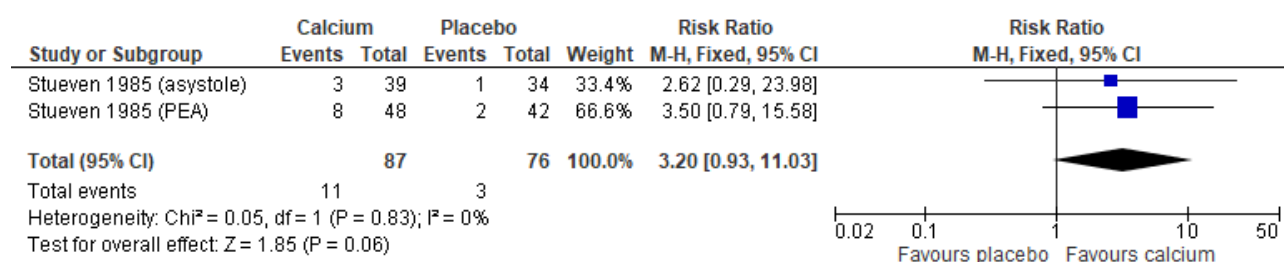 Calcium Placebo Risk Ratio Risk Ratio
Study or Subgroup Events Total Events Total Weight M-H, Fixed, 95% CI M-H, Fixed, 95% CI
Stueven 1985 (asystole) 3 39 1 34 33.4% 2.62 [0.29, 23.98]
Stueven 1985 (PEA) 8 48 2 42 66.6% 3.50 [0.79, 15.58]
Total (95% CI) 87 76 100.0% 3.20 [0.93, 11.03]
Total events 11 3
Heterogeneity: Chi² = 0.05, df = 1 (P = 0.83); I² = 0%
Test for overall effect: Z = 1.85 (P = 0.06)
0.02 0.1 1 10 50
Favours placebo Favours calcium